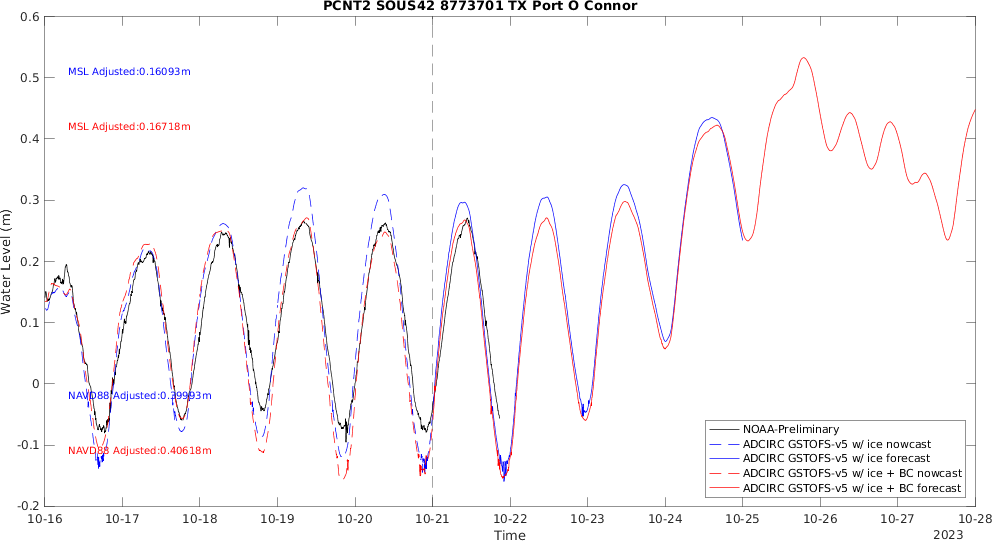 PCNT2 SOUS42 8773701 TX Port O Connor
0.6
0.5
0.4
0.3
0.2
0.1
0
-0.1
-0.2
Water Level (m)
MSL Adjusted:0.16093m
MSL Adjusted:0.16718m
NAVD88 Adjusted:0.39993m
NAVD88 Adjusted:0.40618m
NOAA-Preliminary
ADCIRC GSTOFS-v5 w/ ice nowcast
ADCIRC GSTOFS-v5 w/ ice forecast
ADCIRC GSTOFS-v5 w/ ice + BC nowcast
ADCIRC GSTOFS-v5 w/ ice + BC forecast
10-16 10-17 10-18 10-19 10-20 10-21 10-22 10-23 10-24 10-25 10-26 10-27 10-28
Time
2023